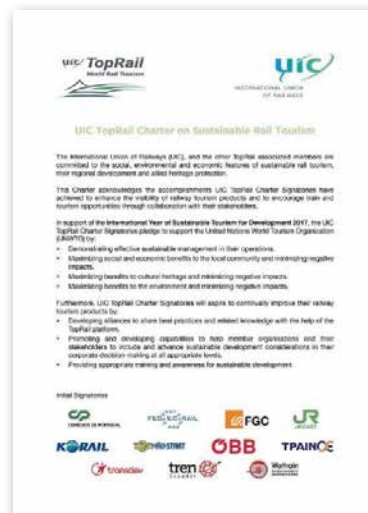 uic TopRail
World Rail Tourism
uic
INTERNATIONAL UNION
OF RAILWAYS
UIC TopRail Charter on Sustainable Rail Tourism
The International Union of Railways (UIC), and the other TopRail associated members are
committed to the social, environmental and economic features of sustainable rail tourism,
their regional development and allied heritage protection.
This Charter acknowledges the accomplishments UIC TopRail Charter Signatories have
achieved to enhance the visibility of railway tourism products and to encourage train and
tourism opportunities through collaboration with their stakeholders.
In support of the International Year of Sustainable Tourism for Development 2017, the UIC
TopRail Charter Signatories pledge to support the United Nations World Tourism Organization
(UNWTO) by:
• Demonstrating effective sustainable management in their operations.
• Maximizing social and economic benefits to the local community and minimizing negative
impacts.
• Maximizing benefits to cultural heritage and minimizing negative impacts.
• Maximizing benefits to the environment and minimizing negative impacts.
Furthermore, UIC TopRail Charter Signatories will aspire to continually improve their railway
tourism products by:
• Developing alliances to share best practices and related knowledge with the help of the
TopRail platform.
• Promoting and developing capabilities to help member organisations and their
stakeholders to include and advance sustainable development considerations in their
corporate decision-making at all appropriate levels.
• Providing appropriate training and awareness for sustainable development.
Initial Signatories
CP
COMBOIOS DE PORTUGAL
FEDECRAIL
FGC
JR
JR-EAST
KORAIL
ÖBB
TPAINOΣΕ
transdev
tren
Ecuador